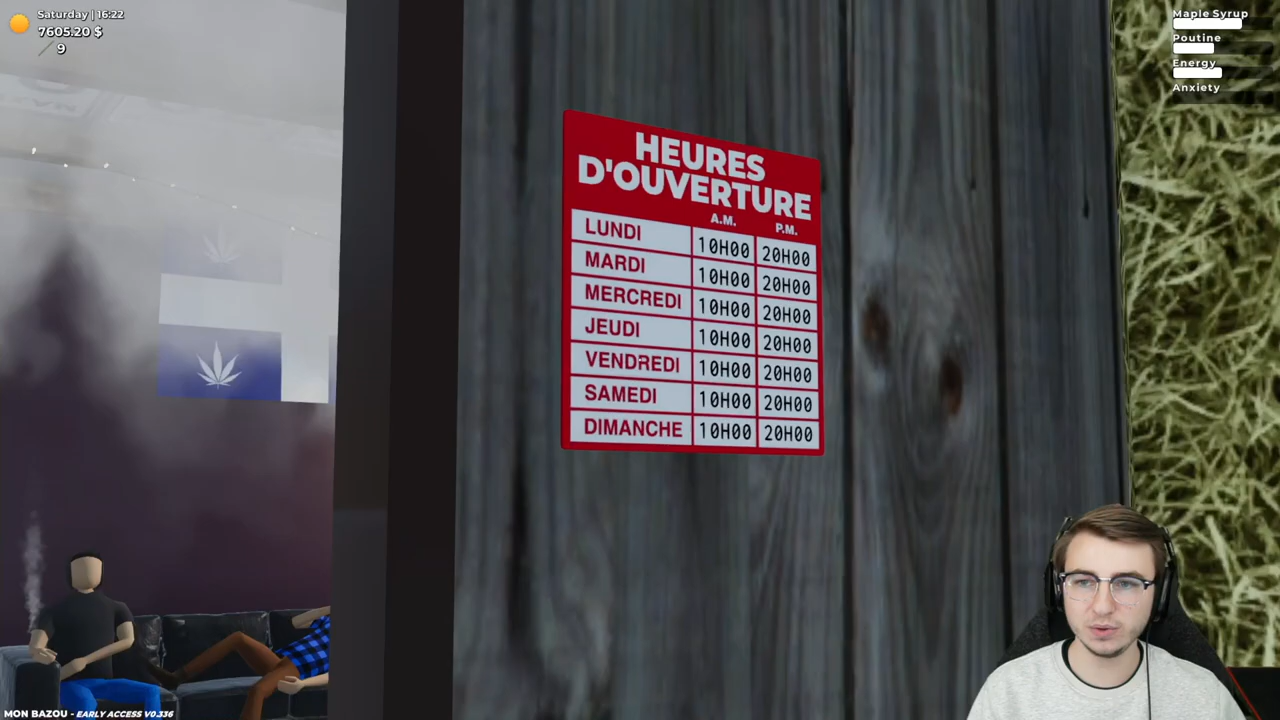 Saturday | 16:22
7605.20 $
9
Maple Syrup
Poutine
Energy
Anxiety
HEURES
D'OUVERTURE
A.M. P.M.
LUNDI 10H00 20H00
MARDI 10H00 20H00
MERCREDI 10H00 20H00
JEUDI 10H00 20H00
VENDREDI 10H00 20H00
SAMEDI 10H00 20H00
DIMANCHE 10H00 20H00
MON BAZOU - EARLY ACCESS V0.336